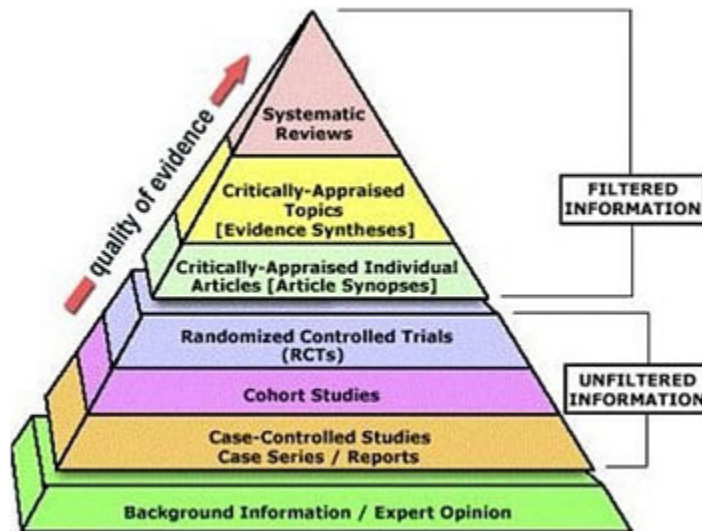 quality of evidence
Systematic
Reviews
Critically-Appraised
Topics
[Evidence Syntheses]
Critically-Appraised Individual
Articles [Article Synopses]
FILTERED
INFORMATION
Randomized Controlled Trials
(RCTs)
Cohort Studies
Case-Controlled Studies
Case Series / Reports
UNFILTERED
INFORMATION
Background Information / Expert Opinion